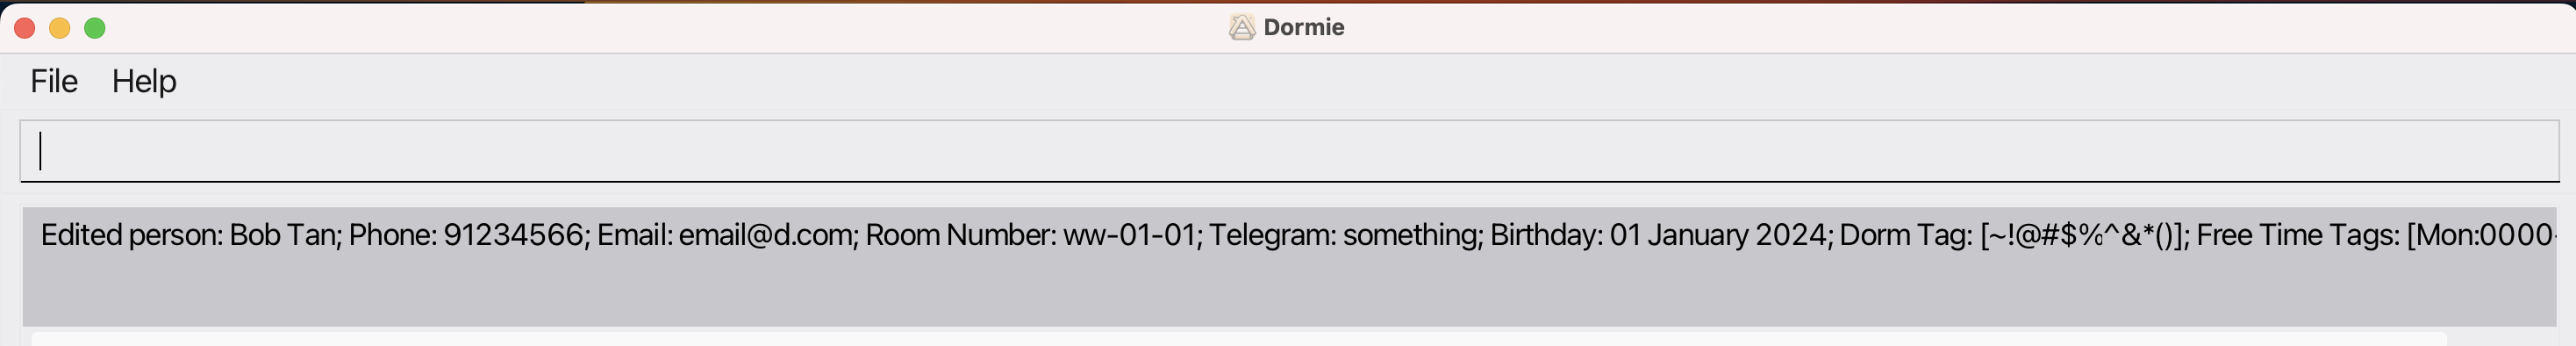 Dormie
File Help
Edited person: Bob Tan; Phone: 91234566; Email: email@d.com; Room Number: ww-01-01; Telegram: something; Birthday: 01 January 2024; Dorm Tag: [~!@#$%^&*()]; Free Time Tags: [Mon:0000-